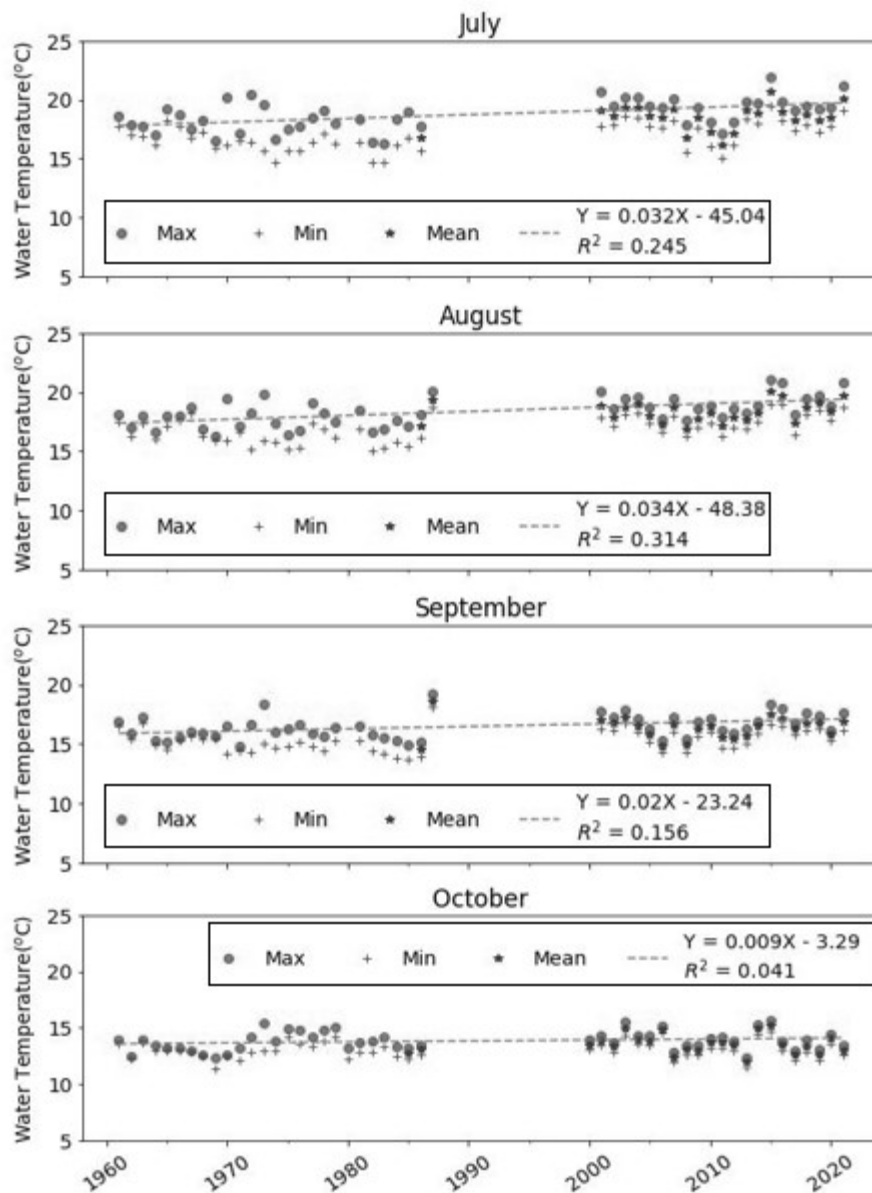 July
Water Temperature(°C)
25
20
15
10
5
Max Min Mean Y = 0.032X - 45.04
R² = 0.245
August
Water Temperature(°C)
25
20
15
10
5
Max Min Mean Y = 0.034X - 48.38
R² = 0.314
September
Water Temperature(°C)
25
20
15
10
5
Max Min Mean Y = 0.02X - 23.24
R² = 0.156
October
Water Temperature(°C)
25
20
15
10
5
Max Min Mean Y = 0.009X - 3.29
R² = 0.041
1960 1970 1980 1990 2000 2010 2020